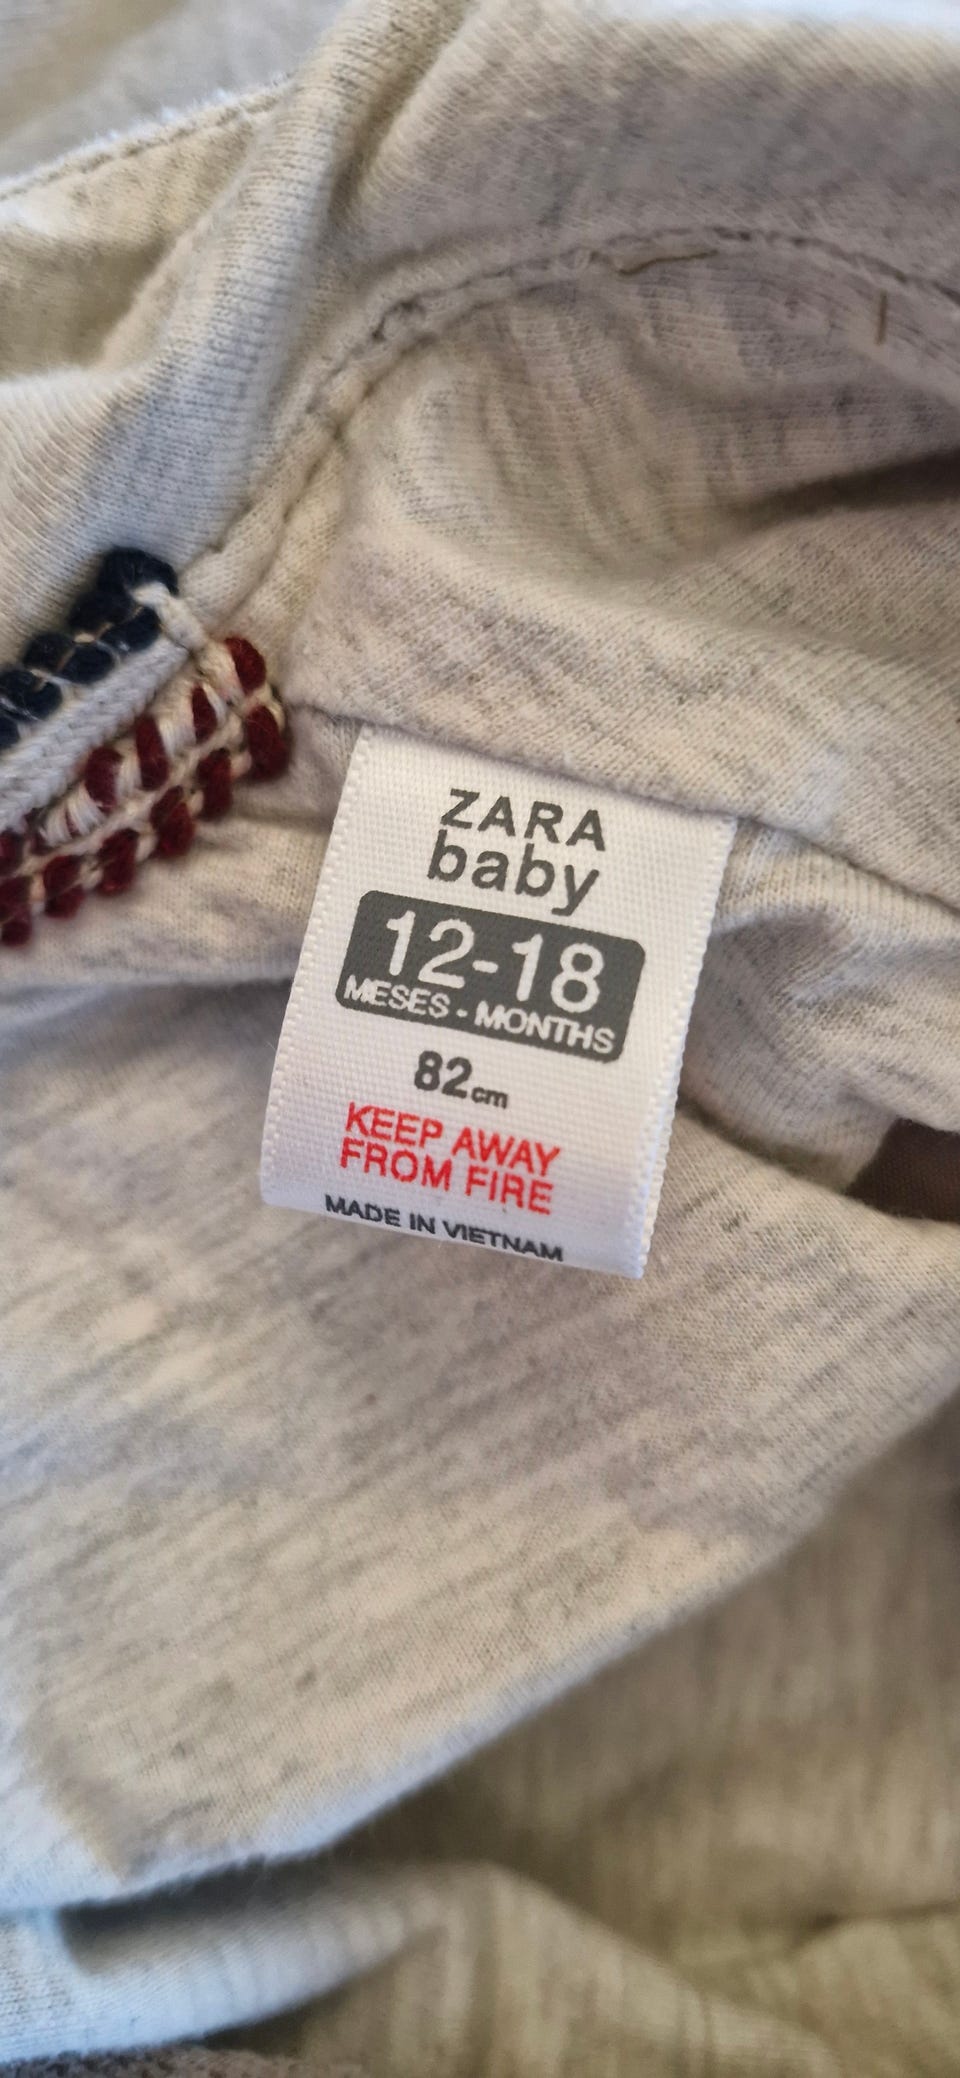 ZARA
baby
12-18
MESES - MONTHS
82cm
KEEP AWAY
FROM FIRE
MADE IN VIETNAM